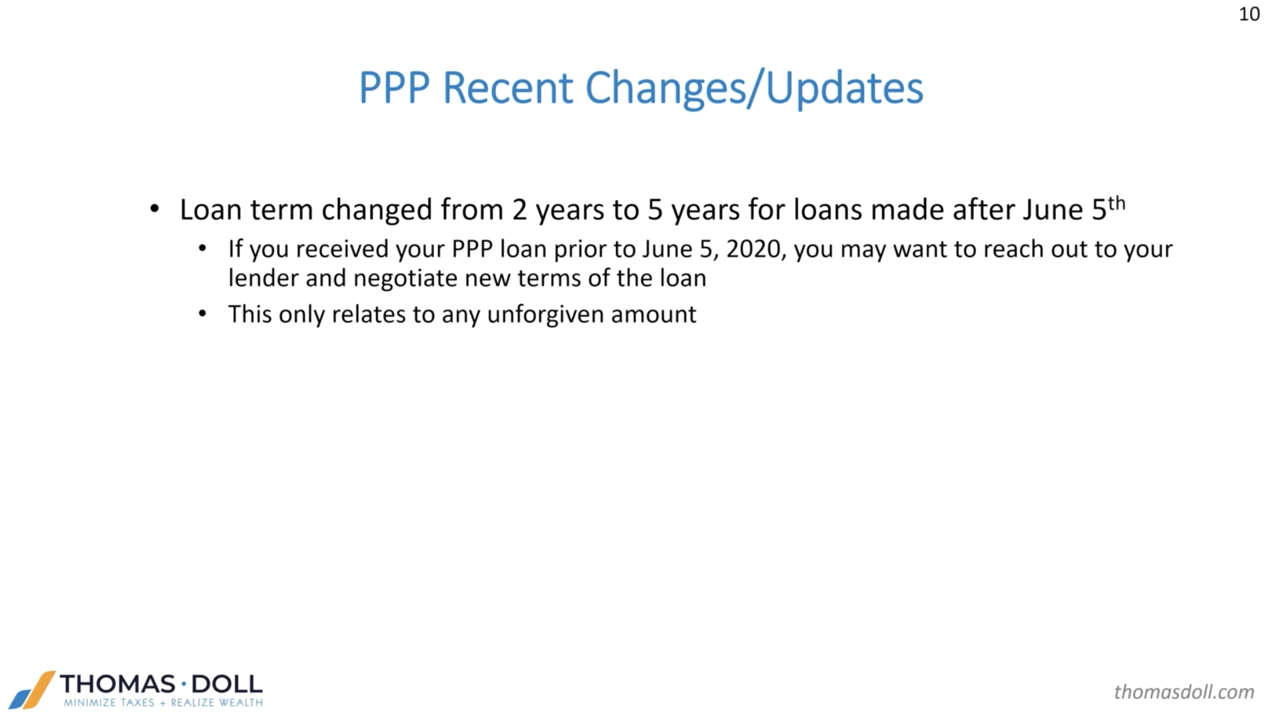 10
PPP Recent Changes/Updates
• Loan term changed from 2 years to 5 years for loans made after June 5th
• If you received your PPP loan prior to June 5, 2020, you may want to reach out to your
lender and negotiate new terms of the loan
• This only relates to any unforgiven amount
THOMAS·DOLL
MINIMIZE TAXES + REALIZE WEALTH
thomasdoll.com